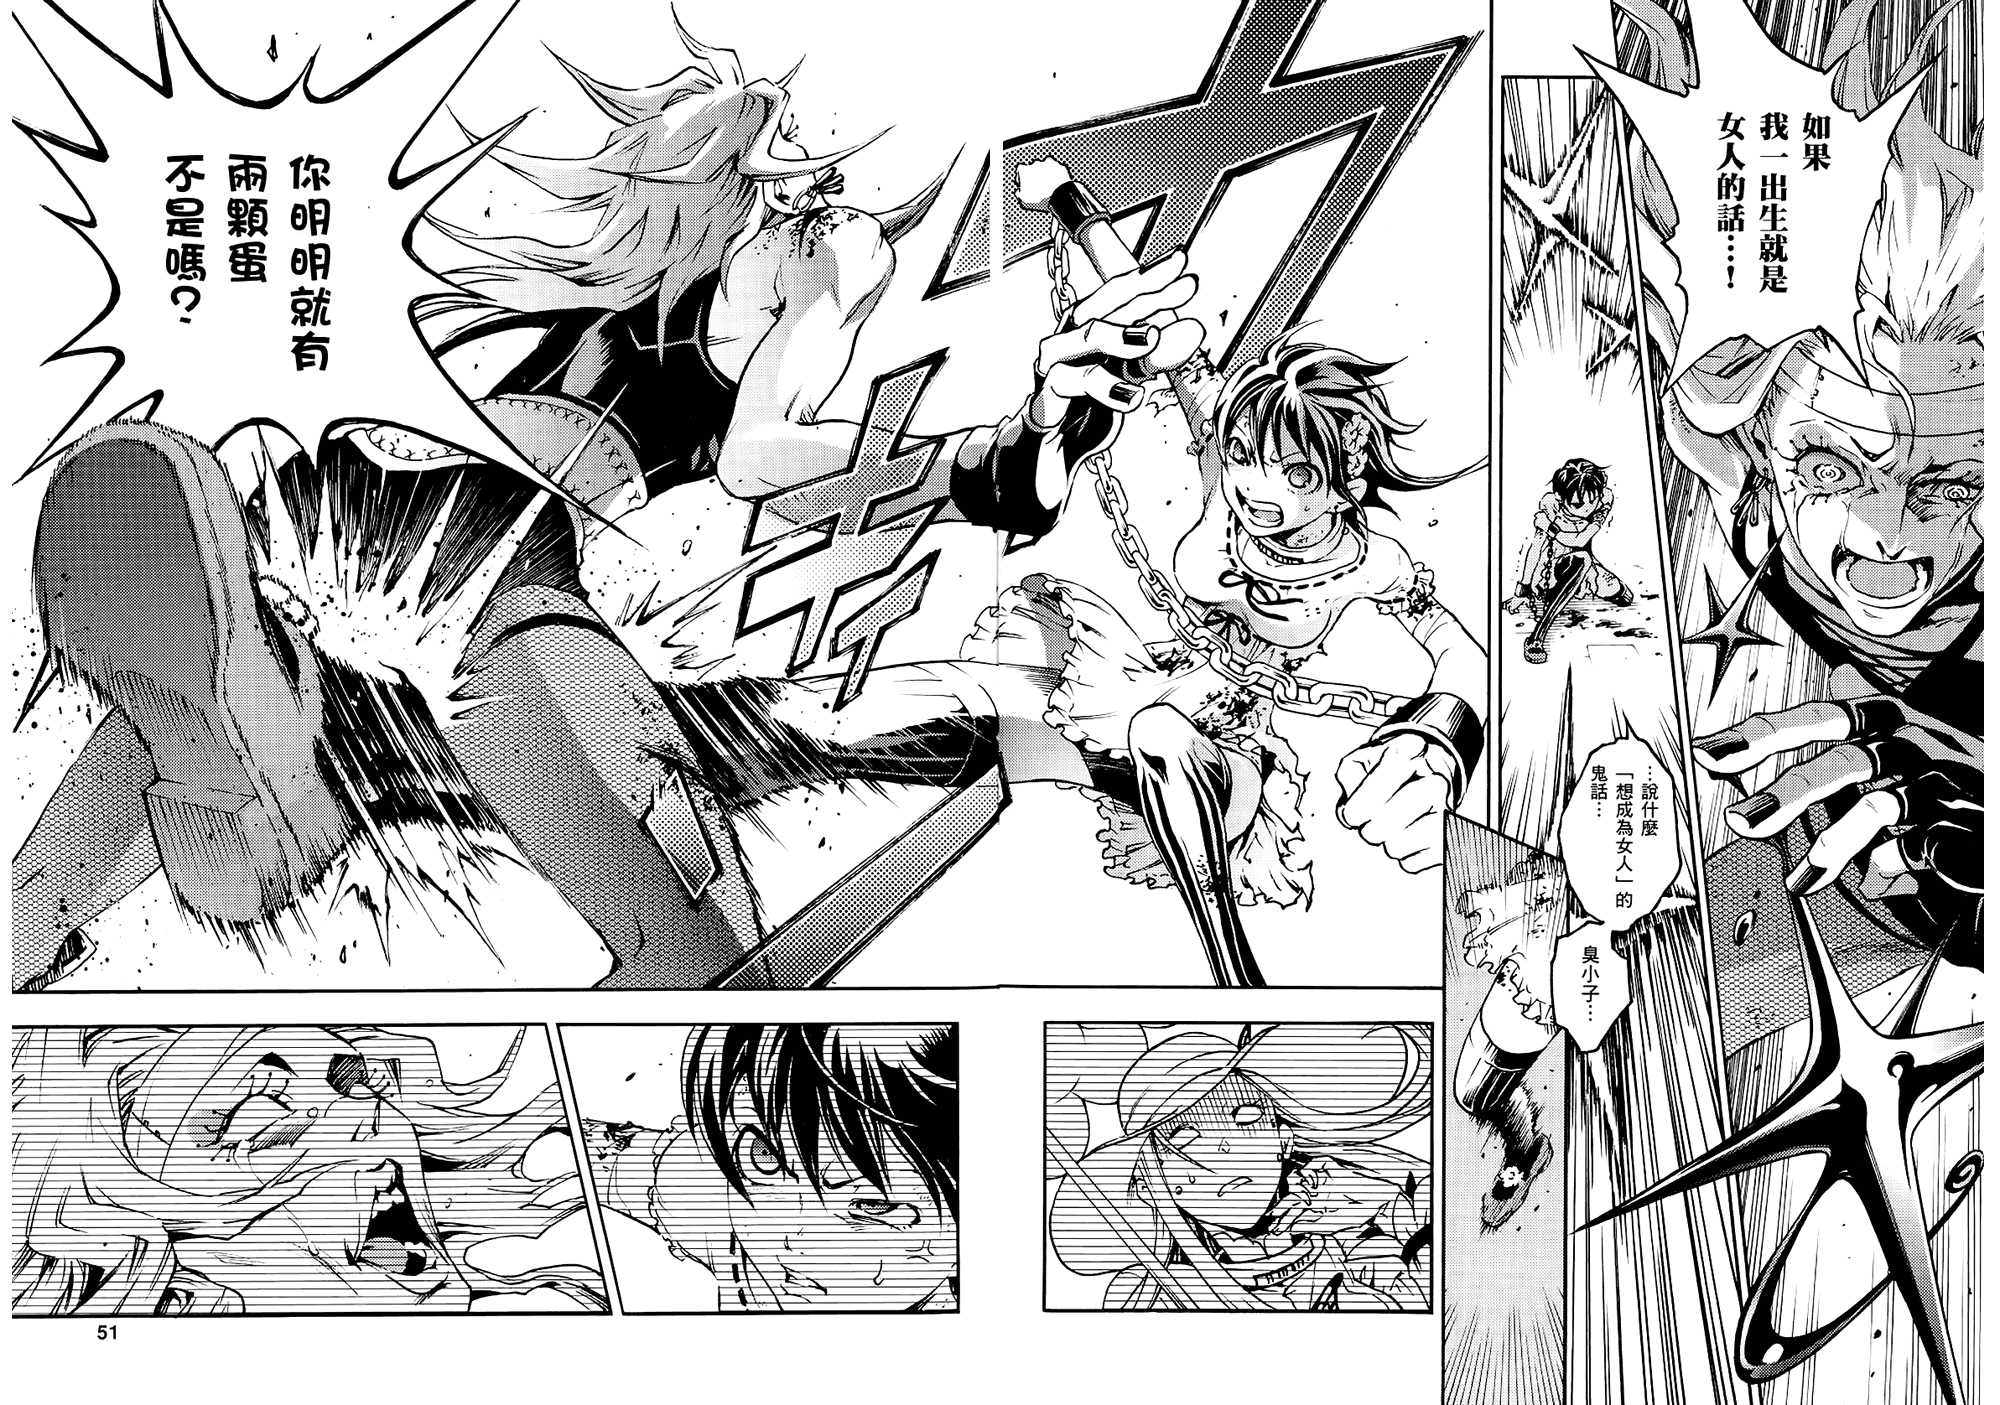 如果
我一出生就是
女人的話…！
…說什麼
「想成為女人」的
鬼話…
臭小子…
你明明就有
兩顆蛋
不是嗎？
51